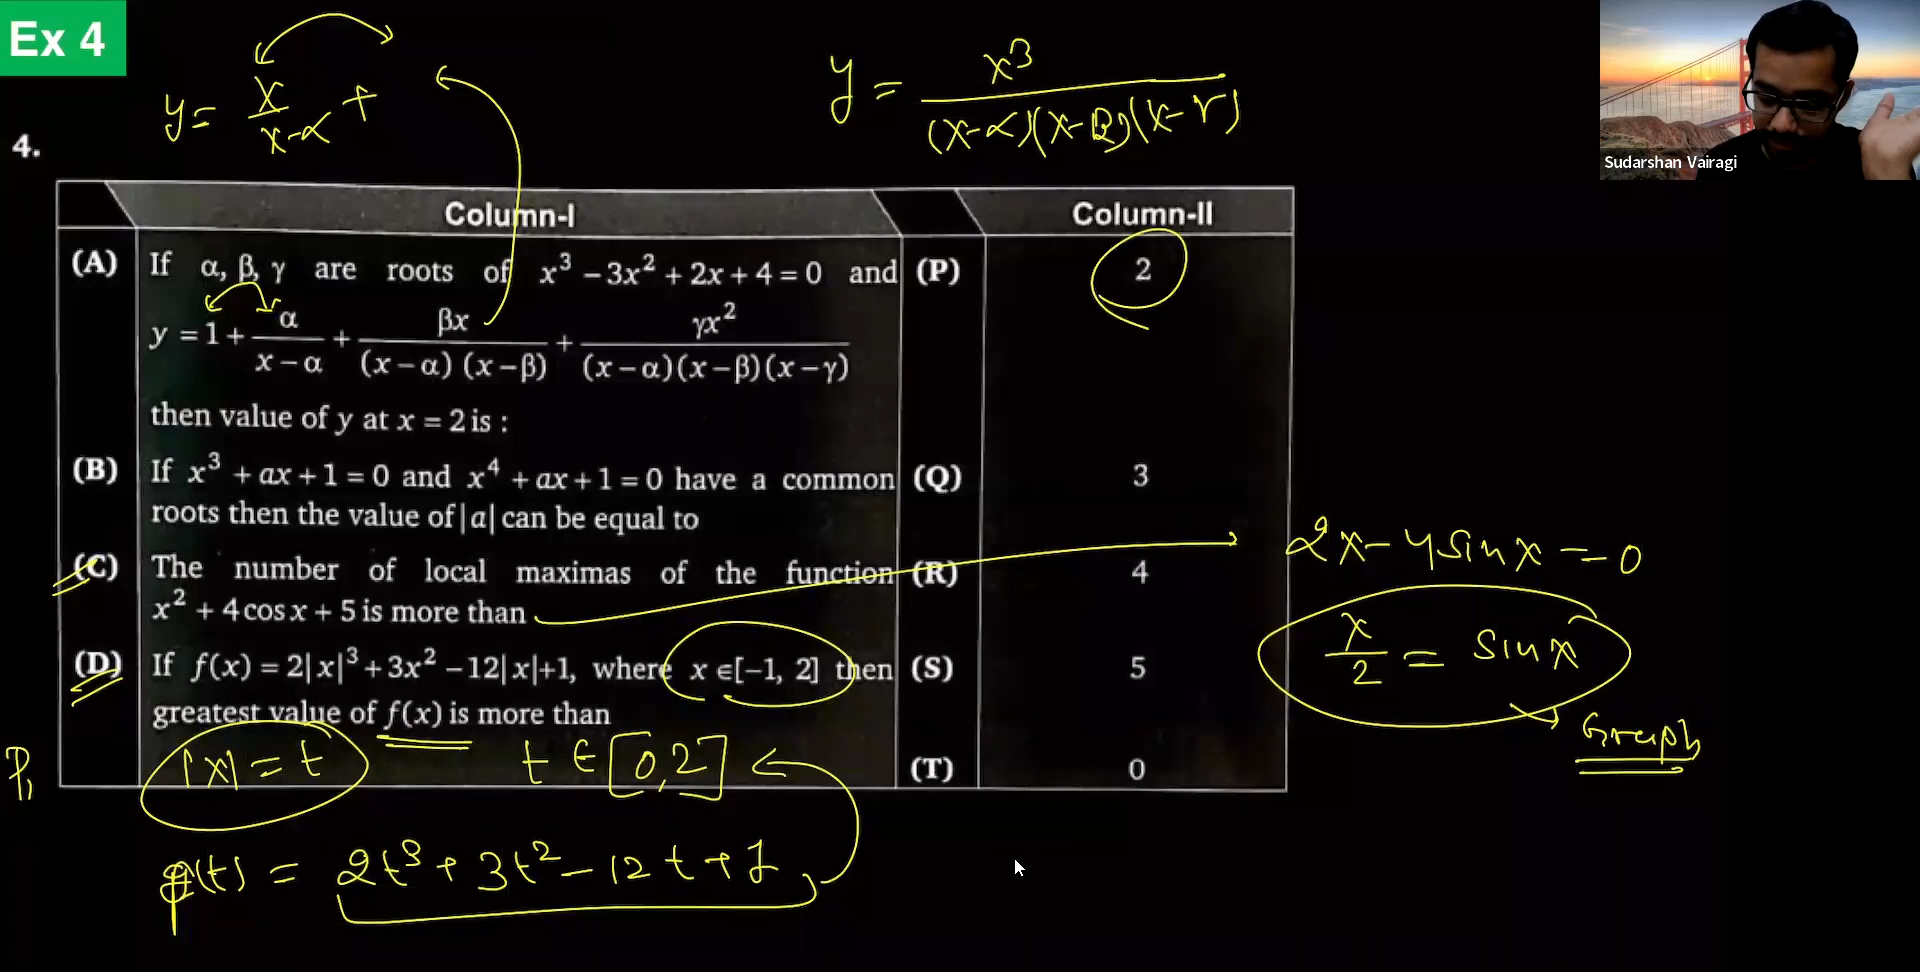 Ex 4
y = x/(x-α) +
y = x³/((x-α)(x-β)(x-γ))
Sudarshan Vairagi
4.
Column-I Column-II
(A) If α, β, γ are roots of x³ − 3x² + 2x + 4 = 0 and (P) 2
y = 1 + α/(x−α) + βx/((x−α)(x−β)) + γx²/((x−α)(x−β)(x−γ))
then value of y at x = 2 is :
(B) If x³ + ax + 1 = 0 and x⁴ + ax + 1 = 0 have a common (Q) 3
roots then the value of |a| can be equal to
2x - 4sinx = 0
(C) The number of local maximas of the function (R) 4
x² + 4cos x + 5 is more than
x/2 = sinx
(D) If f(x) = 2|x|³ + 3x² − 12|x| + 1, where x ∈ [−1, 2] then (S) 5
greatest value of f(x) is more than
Graph
|x| = t t ∈ [0,2]
(T) 0
(t) = 2t³ + 3t² - 12t + 1